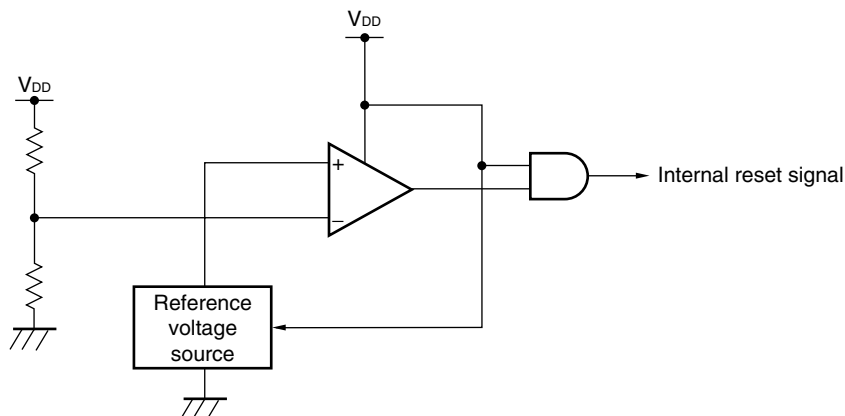 VDD
VDD
+
−
Internal reset signal
Reference
voltage
source